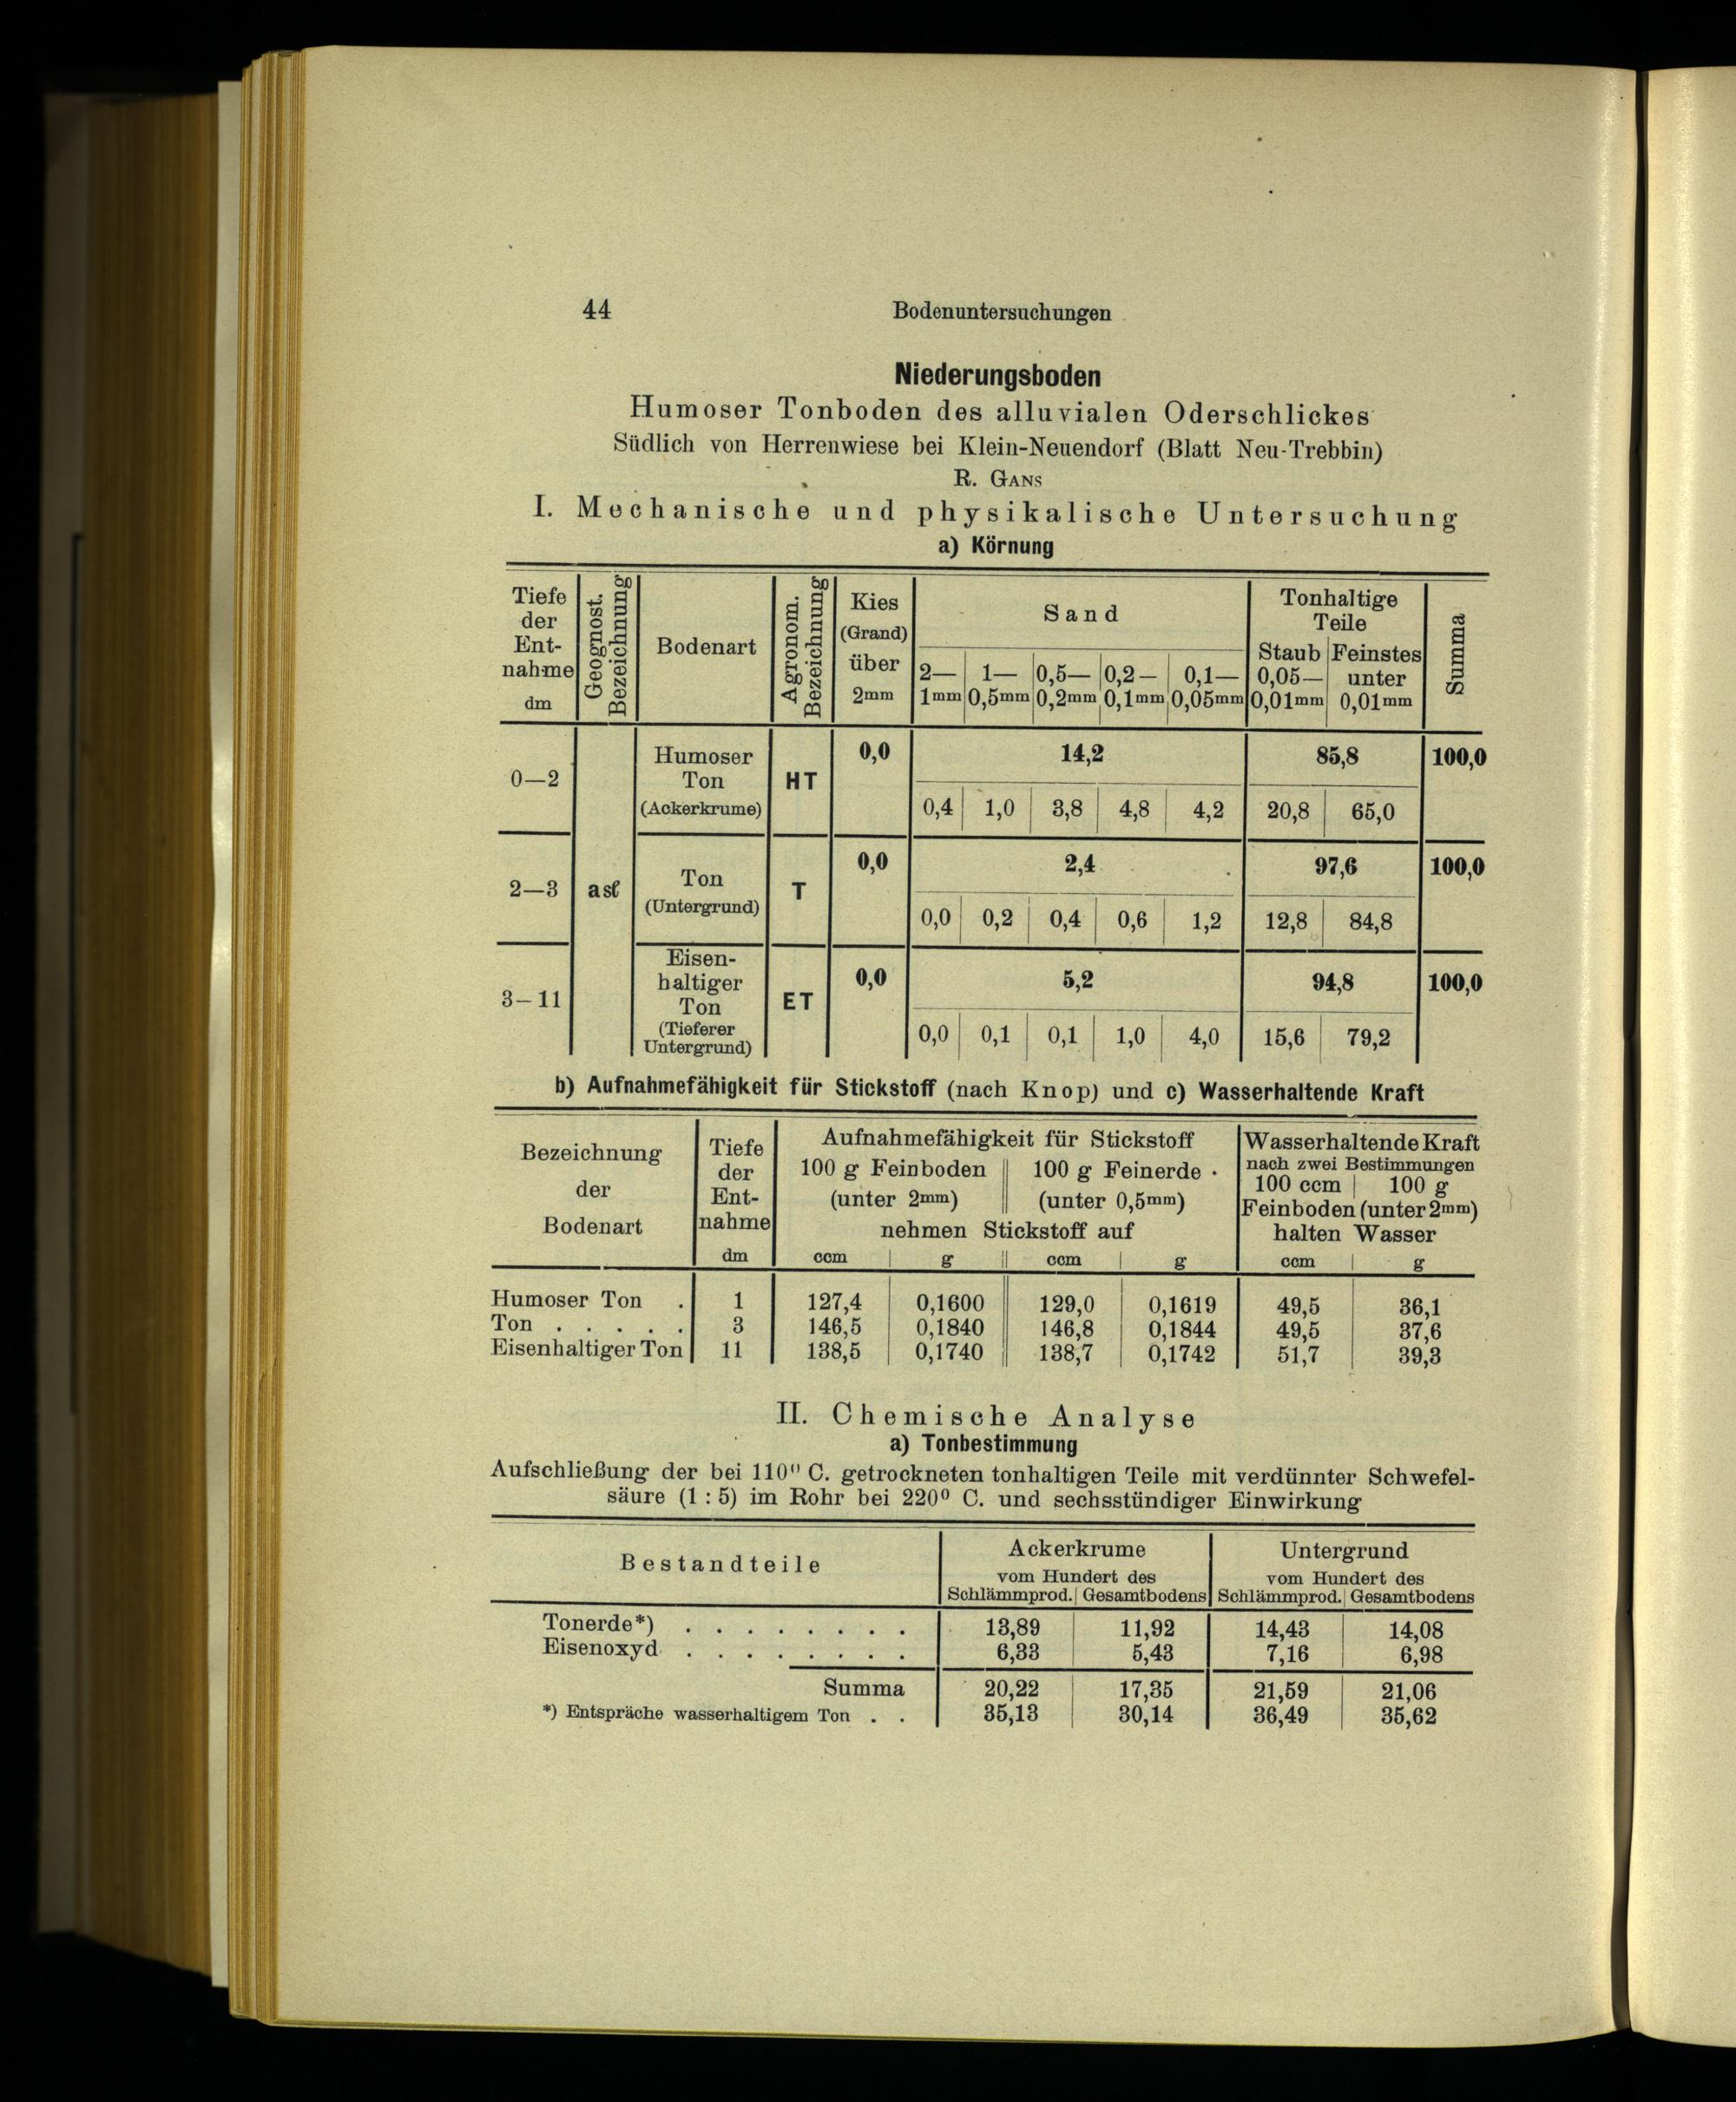 44 Bodenuntersuchungen
Niederungsboden
Humoser Tonboden des alluvialen Oderschlickes
Südlich von Herrenwiese bei Klein-Neuendorf (Blatt Neu-Trebbin)
R. GANS
I. Mechanische und physikalische Untersuchung
a) Körnung
Tiefe der Ent- nahme dm | Geognost. Bezeichnung | Bodenart | Agronom. Bezeichnung | Kies (Grand) über 2mm | Sand | Tonhaltige Teile | Summa
2— 1mm | 1— 0,5mm | 0,5— 0,2mm | 0,2— 0,1mm | 0,1— 0,05mm | Staub 0,05— 0,01mm | Feinstes unter 0,01mm
0—2 | Humoser Ton (Ackerkrume) | HT | 0,0 | 14,2 | 85,8 | 100,0
0,4 | 1,0 | 3,8 | 4,8 | 4,2 | 20,8 | 65,0
2—3 | asf | Ton (Untergrund) | T | 0,0 | 2,4 | 97,6 | 100,0
0,0 | 0,2 | 0,4 | 0,6 | 1,2 | 12,8 | 84,8
3—11 | Eisen- haltiger Ton (Tieferer Untergrund) | ET | 0,0 | 5,2 | 94,8 | 100,0
0,0 | 0,1 | 0,1 | 1,0 | 4,0 | 15,6 | 79,2
b) Aufnahmefähigkeit für Stickstoff (nach Knop) und c) Wasserhaltende Kraft
Bezeichnung der Bodenart | Tiefe der Ent- nahme dm | Aufnahmefähigkeit für Stickstoff | Wasserhaltende Kraft
100 g Feinboden (unter 2mm) | 100 g Feinerde (unter 0,5mm) | nach zwei Bestimmungen
nehmen Stickstoff auf | 100 ccm | 100 g
Feinboden (unter 2mm) halten Wasser
ccm | g | ccm | g | ccm | g
Humoser Ton . | 1 | 127,4 | 0,1600 | 129,0 | 0,1619 | 49,5 | 36,1
Ton . . . . . | 3 | 146,5 | 0,1840 | 146,8 | 0,1844 | 49,5 | 37,6
Eisenhaltiger Ton | 11 | 138,5 | 0,1740 | 138,7 | 0,1742 | 51,7 | 39,3
II. Chemische Analyse
a) Tonbestimmung
Aufschließung der bei 110⁰ C. getrockneten tonhaltigen Teile mit verdünnter Schwefel-
säure (1 : 5) im Rohr bei 220⁰ C. und sechsstündiger Einwirkung
Bestandteile | Ackerkrume | Untergrund
vom Hundert des | vom Hundert des
Schlämmprod. | Gesamtbodens | Schlämmprod. | Gesamtbodens
Tonerde*) . . . . . . . . | 13,89 | 11,92 | 14,43 | 14,08
Eisenoxyd . . . . . . . . | 6,33 | 5,43 | 7,16 | 6,98
Summa | 20,22 | 17,35 | 21,59 | 21,06
*) Entspräche wasserhaltigem Ton . . | 35,13 | 30,14 | 36,49 | 35,62